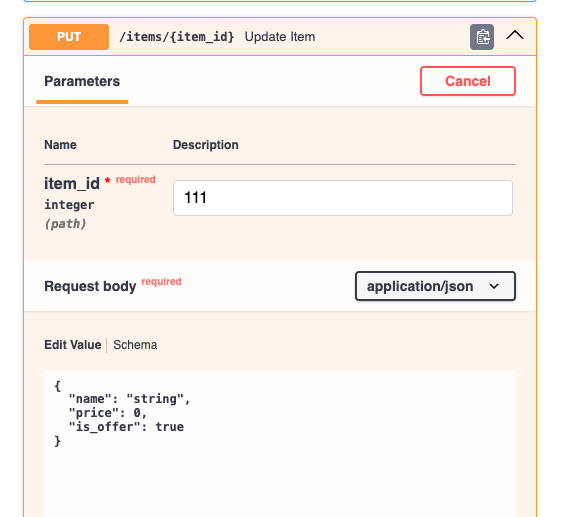 PUT /items/{item_id} Update Item
Parameters Cancel
Name Description
item_id * required
integer
(path)
111
Request body required application/json
Edit Value Schema
{
  "name": "string",
  "price": 0,
  "is_offer": true
}